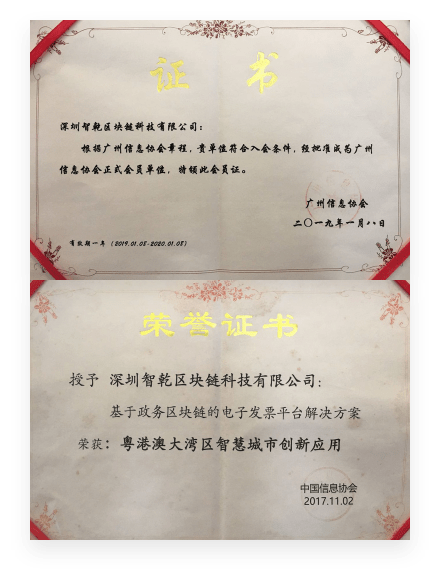 证 书
深圳智乾区块链科技有限公司：
根据广州信息协会章程，贵单位符合入会条件，经批准成为广州
信息协会正式会员单位，特颁此会员证。
广州信息协会
二〇一九年一月八日
有效期一年（2019.01.08-2020.01.08）
荣誉证书
授予 深圳智乾区块链科技有限公司：
基于政务区块链的电子发票平台解决方案
荣获：粤港澳大湾区智慧城市创新应用
中国信息协会
2017.11.02